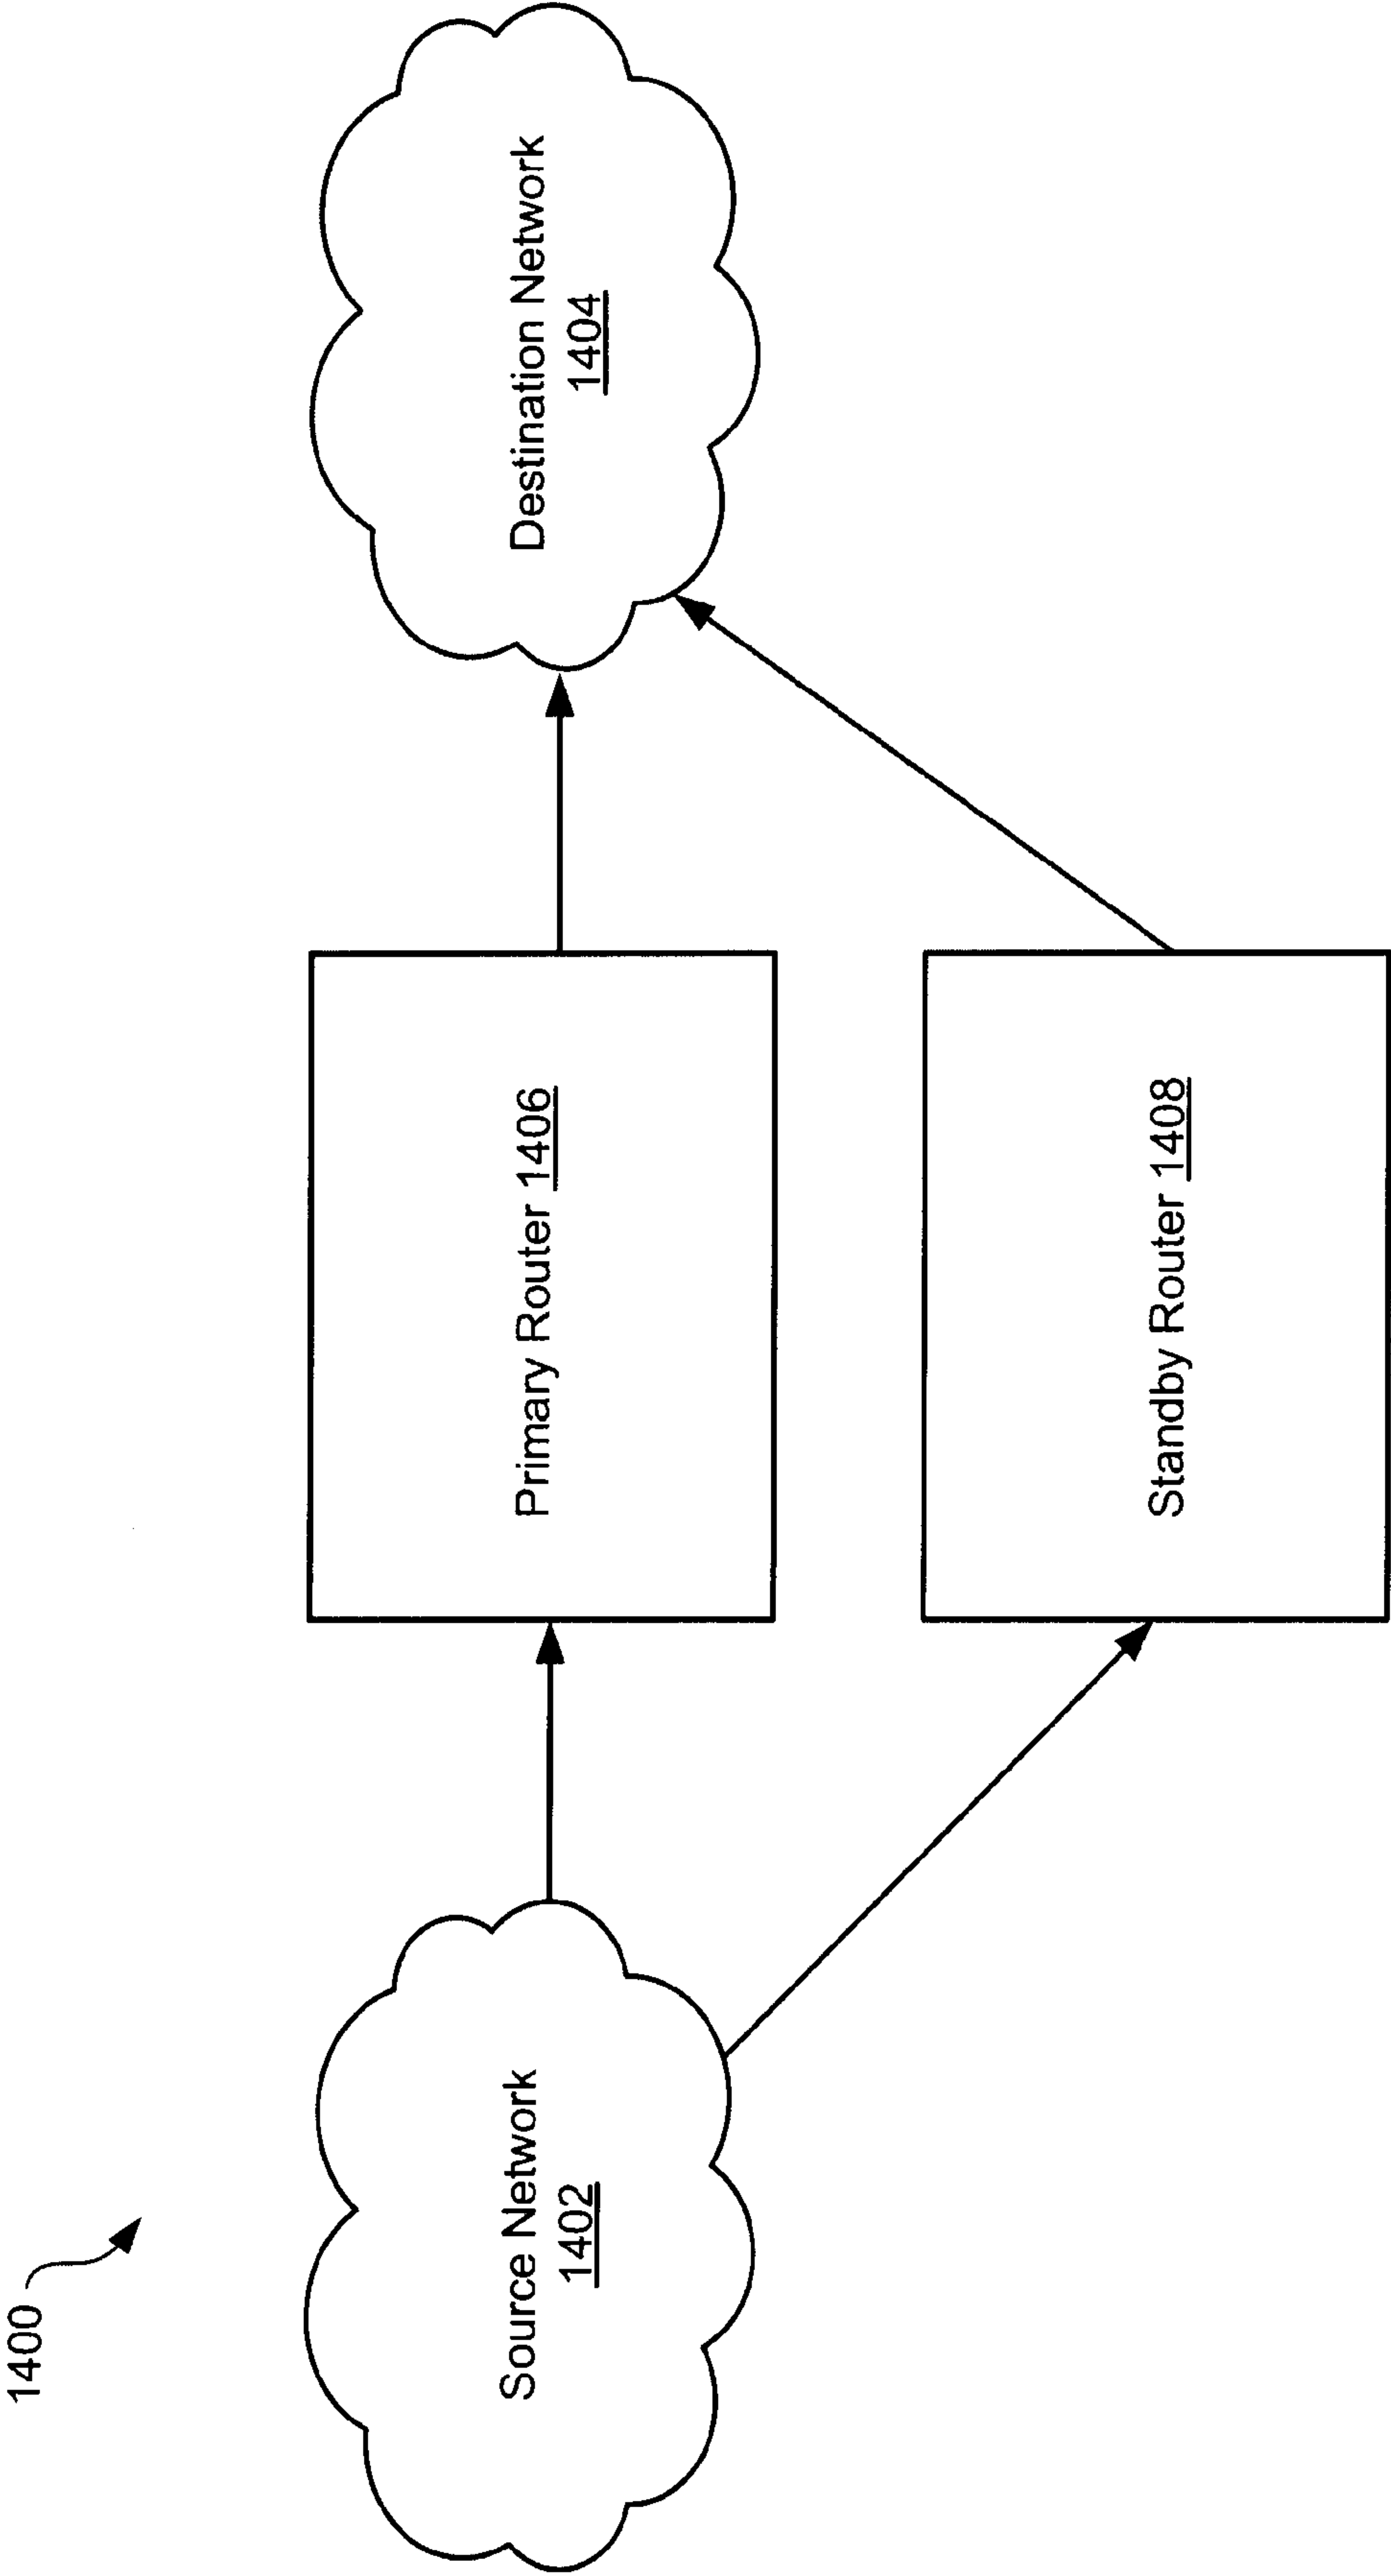 1400
Source Network
1402
Primary Router 1406
Destination Network
1404
Standby Router 1408